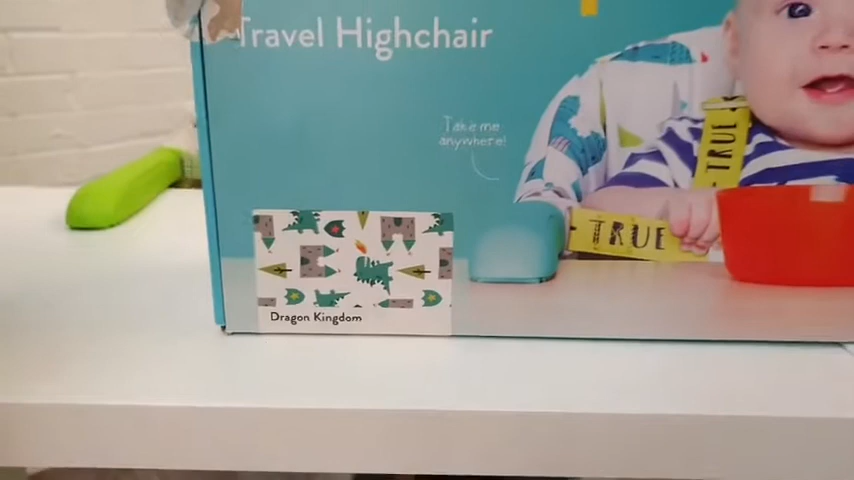 Travel Highchair
Take me
anywhere!
TRUE
TRUE
Dragon Kingdom